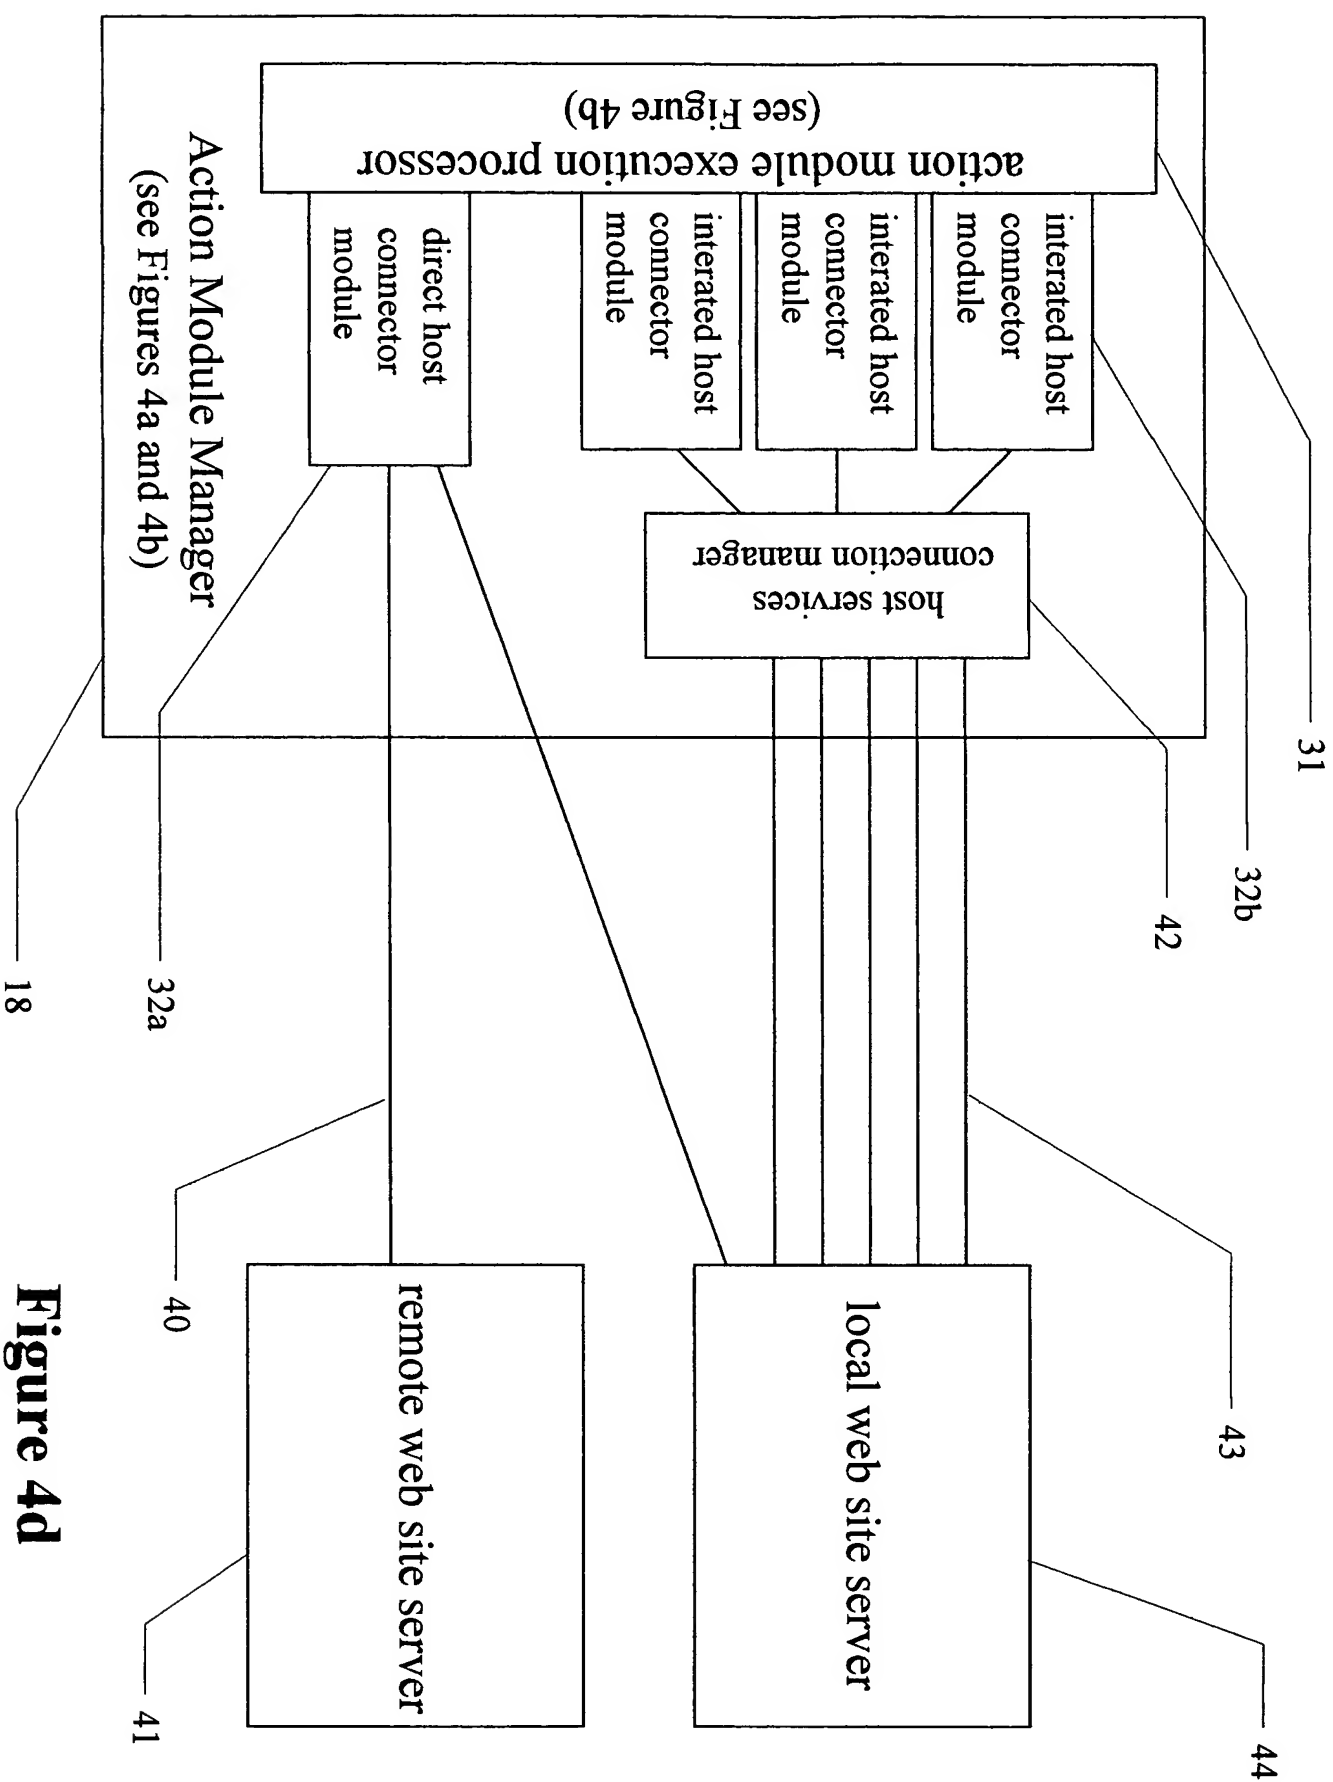 31
32b
42
43
44
action module execution processor
(see Figure 4b)
interated host
connector
module
interated host
connector
module
interated host
connector
module
host services
connection manager
local web site server
direct host
connector
module
remote web site server
Action Module Manager
(see Figures 4a and 4b)
18
32a
40
41
Figure 4d